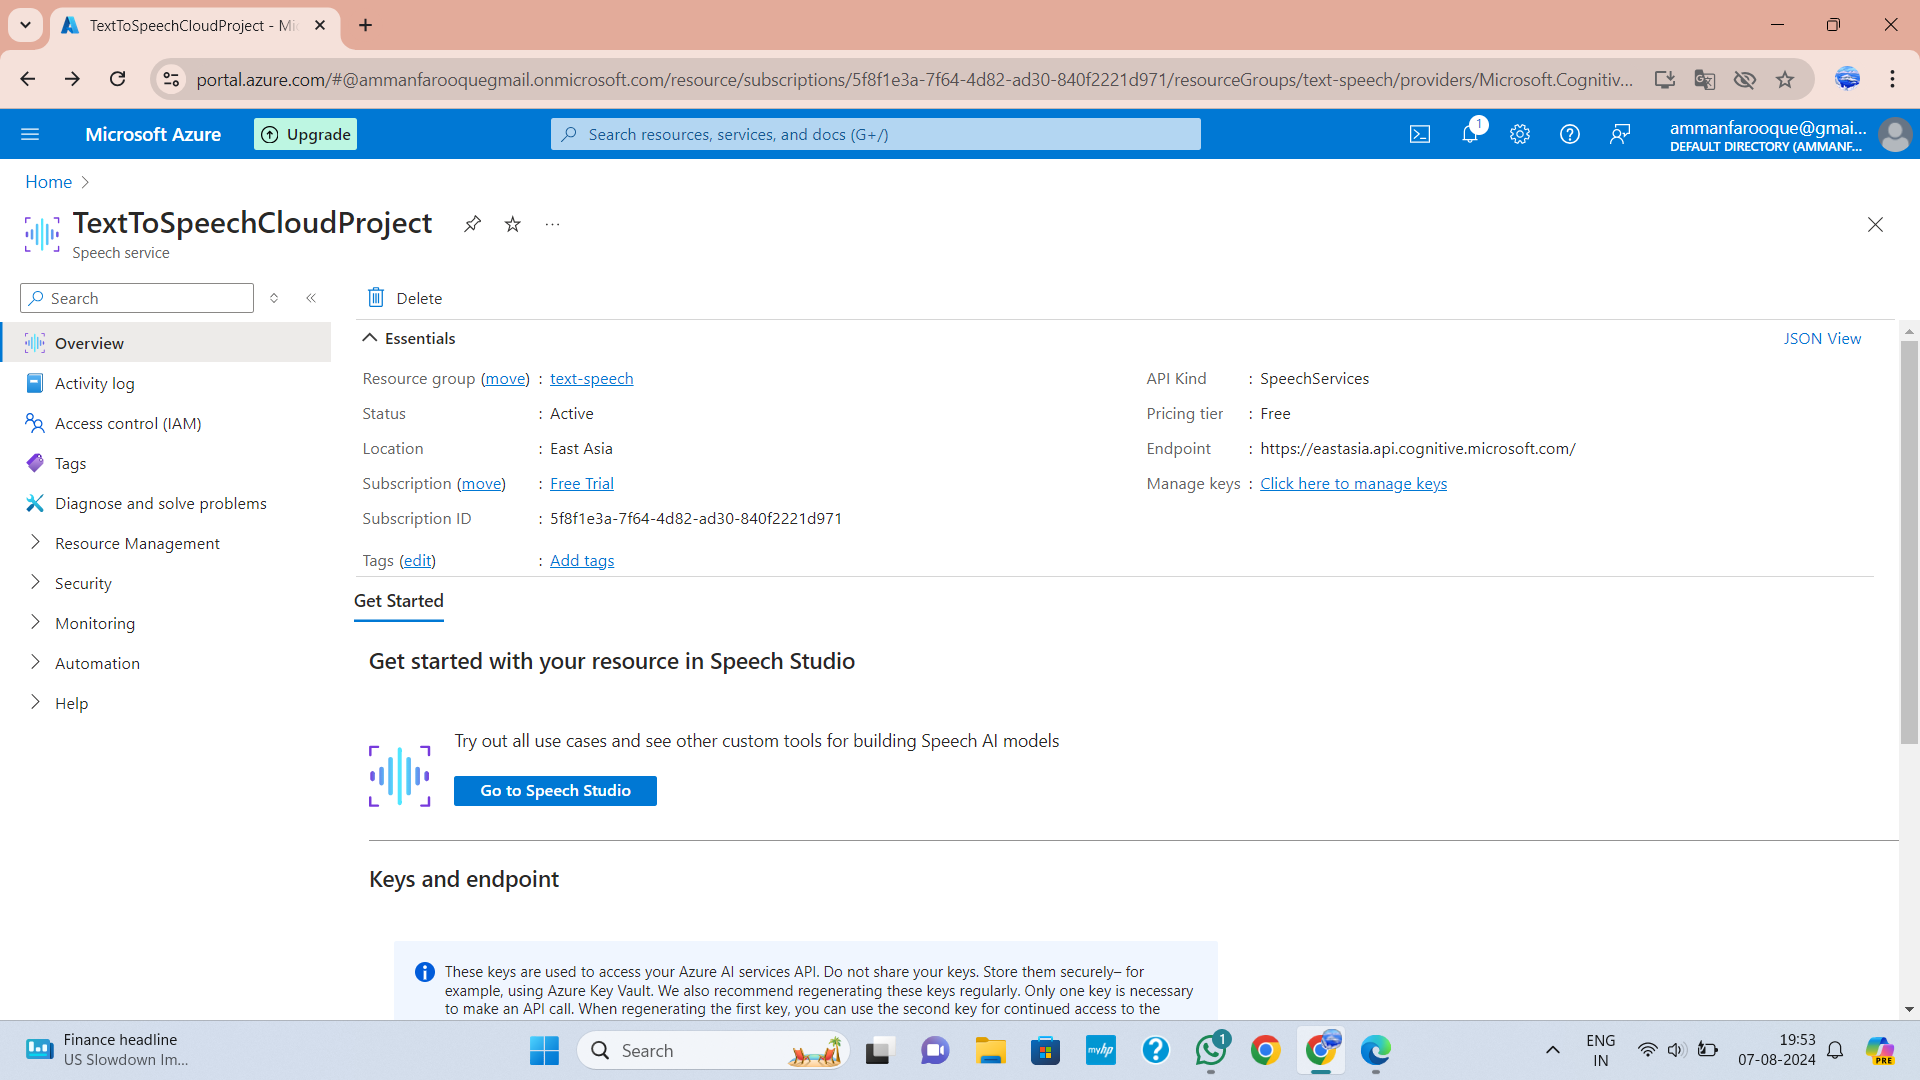 TextToSpeechCloudProject - Mi
portal.azure.com/#@ammanfarooquegmail.onmicrosoft.com/resource/subscriptions/5f8f1e3a-7f64-4d82-ad30-840f2221d971/resourceGroups/text-speech/providers/Microsoft.Cognitiv...
Microsoft Azure
Upgrade
Search resources, services, and docs (G+/)
1
ammanfarooque@gmai...
DEFAULT DIRECTORY (AMMANF...
Home
TextToSpeechCloudProject
Speech service
Search
Overview
Activity log
Access control (IAM)
Tags
Diagnose and solve problems
Resource Management
Security
Monitoring
Automation
Help
Delete
Essentials
JSON View
Resource group (move) : text-speech
Status : Active
Location : East Asia
Subscription (move) : Free Trial
Subscription ID : 5f8f1e3a-7f64-4d82-ad30-840f2221d971
Tags (edit) : Add tags
API Kind : SpeechServices
Pricing tier : Free
Endpoint : https://eastasia.api.cognitive.microsoft.com/
Manage keys : Click here to manage keys
Get Started
Get started with your resource in Speech Studio
Try out all use cases and see other custom tools for building Speech AI models
Go to Speech Studio
Keys and endpoint
These keys are used to access your Azure AI services API. Do not share your keys. Store them securely– for
example, using Azure Key Vault. We also recommend regenerating these keys regularly. Only one key is necessary
to make an API call. When regenerating the first key, you can use the second key for continued access to the
Finance headline
US Slowdown Im...
Search
myhp
1
ENG
IN
19:53
07-08-2024
PRE